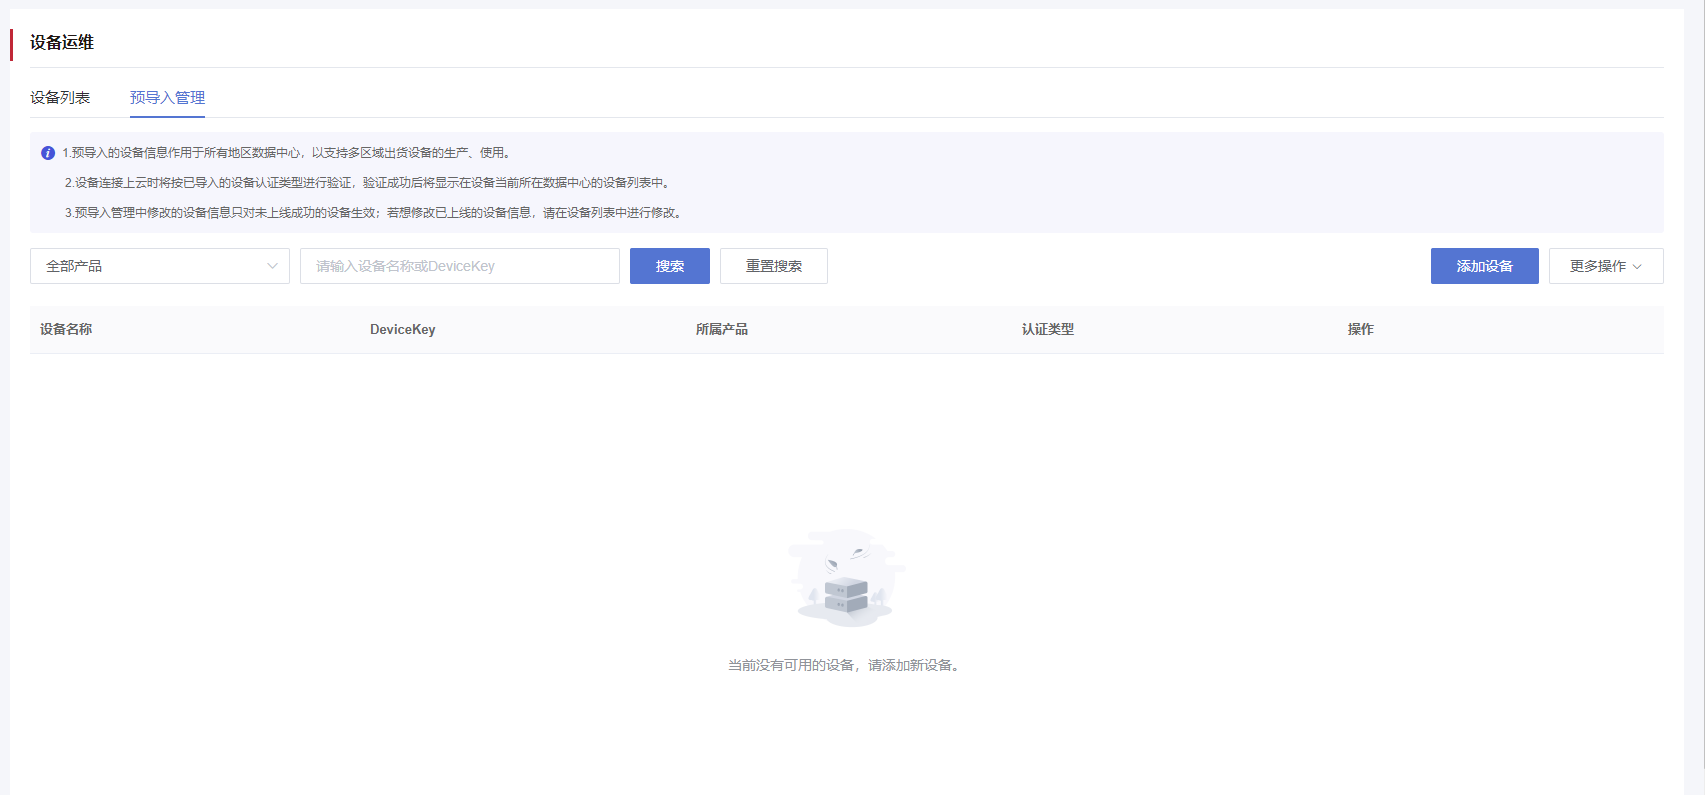 设备运维
设备列表 预导入管理
1.预导入的设备信息作用于所有地区数据中心，以支持多区域出货设备的生产、使用。
2.设备连接上云时将按已导入的设备认证类型进行验证，验证成功后将显示在设备当前所在数据中心的设备列表中。
3.预导入管理中修改的设备信息只对未上线成功的设备生效；若想修改已上线的设备信息，请在设备列表中进行修改。
全部产品 请输入设备名称或DeviceKey 搜索 重置搜索 添加设备 更多操作
设备名称 DeviceKey 所属产品 认证类型 操作
当前没有可用的设备，请添加新设备。